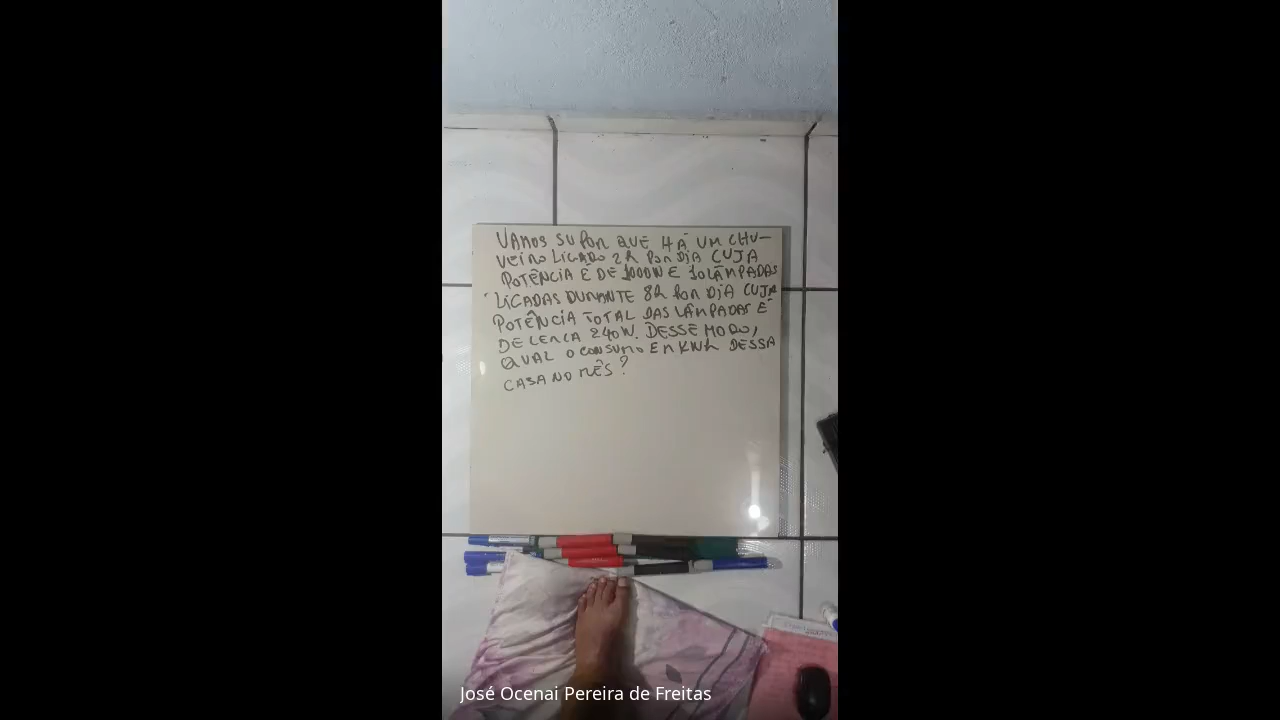 VAMOS SUPOR QUE HÁ UM CHU-
VEIRO LIGADO 2h POR DIA CUJA
POTÊNCIA É DE 1000W E 10 LÂMPADAS
LIGADAS DURANTE 8h POR DIA CUJA
POTÊNCIA TOTAL DAS LÂMPADAS É
DE CERCA 240W. DESSE MODO,
QUAL O CONSUMO EM KWh DESSA
CASA NO MÊS?
José Ocenai Pereira de Freitas